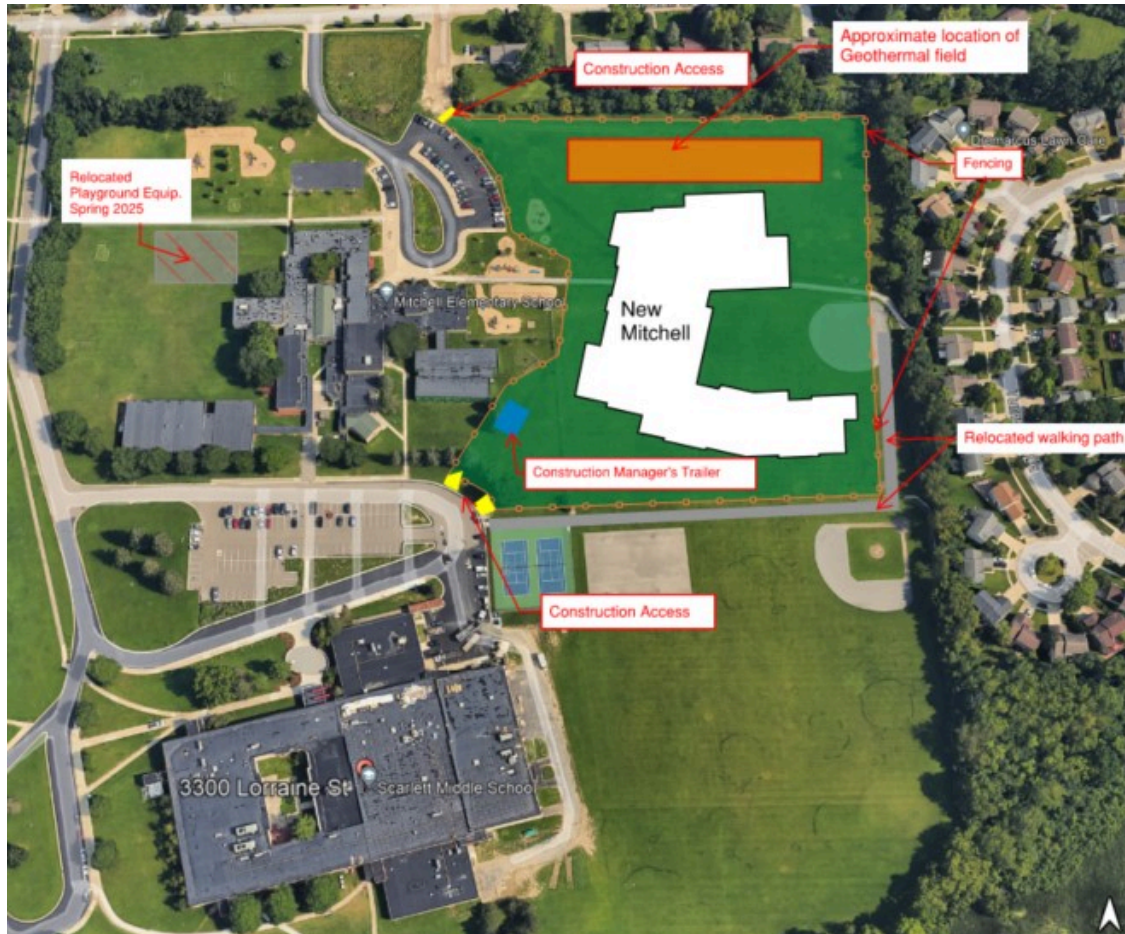 Approximate location of
Geothermal field
Construction Access
Fencing
Relocated
Playground Equip.
Spring 2025
Mitchell Elementary School
New
Mitchell
Relocated walking path
Construction Manager's Trailer
Construction Access
3300 Lorraine St
Scarlett Middle School